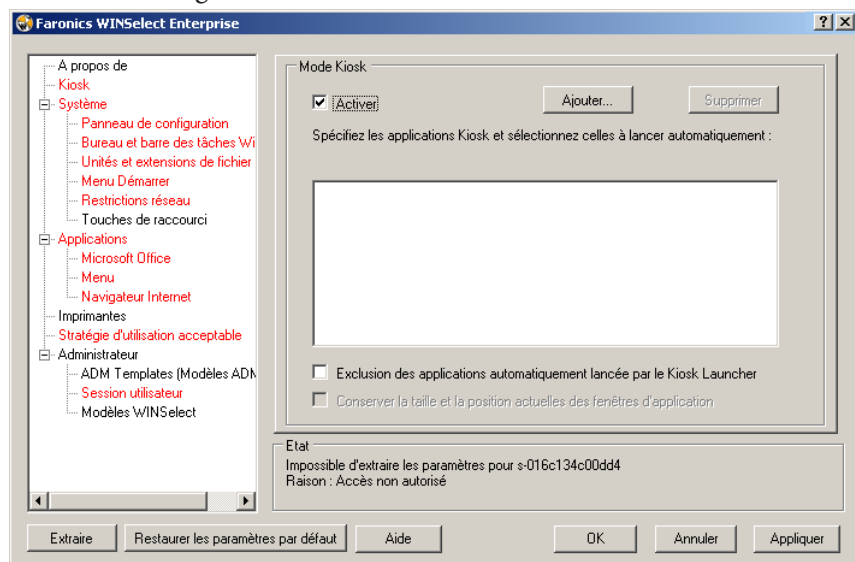 Faronics WINSelect Enterprise
A propos de
Kiosk
Système
Panneau de configuration
Bureau et barre des tâches Wi
Unités et extensions de fichier
Menu Démarrer
Restrictions réseau
Touches de raccourci
Applications
Microsoft Office
Menu
Navigateur Internet
Imprimantes
Stratégie d'utilisation acceptable
Administrateur
ADM Templates (Modèles ADM
Session utilisateur
Modèles WINSelect
Mode Kiosk
Activer
Ajouter...
Supprimer
Spécifiez les applications Kiosk et sélectionnez celles à lancer automatiquement :
Exclusion des applications automatiquement lancée par le Kiosk Launcher
Conserver la taille et la position actuelles des fenêtres d'application
Etat
Impossible d'extraire les paramètres pour s-016c134c00dd4
Raison : Accès non autorisé
Extraire
Restaurer les paramètres par défaut
Aide
OK
Annuler
Appliquer